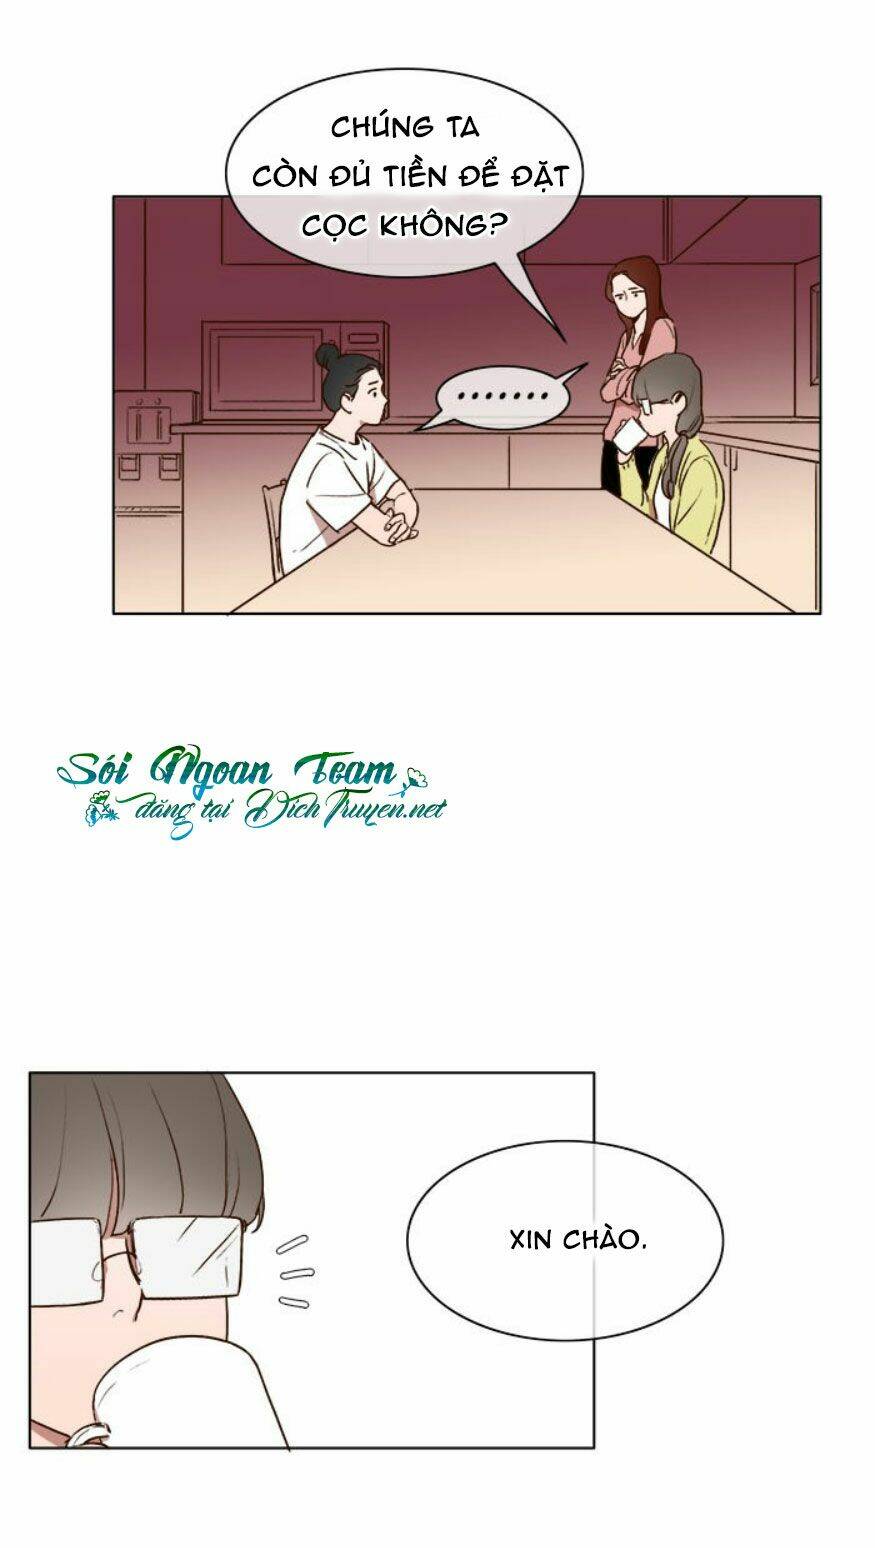 CHÚNG TA
CÒN ĐỦ TIỀN ĐỂ ĐẶT
CỌC KHÔNG?
.......
Sói Ngoan Team
đăng tại DichTruyen.net
XIN CHÀO.